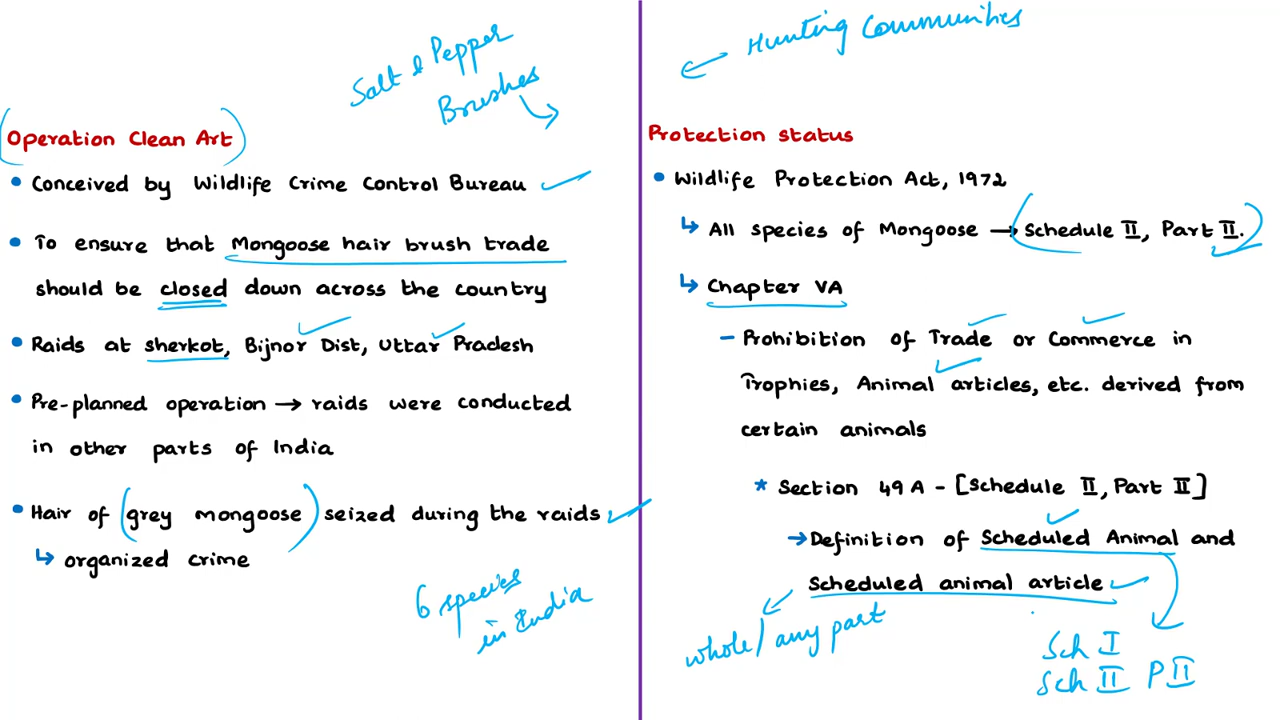 Salt & Pepper
Brushes
Operation Clean Art
• Conceived by Wildlife Crime Control Bureau
• To ensure that Mongoose hair brush trade
should be closed down across the country
• Raids at sherkot, Bijnor Dist, Uttar Pradesh
• Pre-planned operation → raids were conducted
in other parts of India
• Hair of (grey mongoose) seized during the raids
↳ organized crime
6 species
in India
← Hunting Communities
Protection status
• Wildlife Protection Act, 1972
↳ All species of Mongoose → Schedule II, Part II.
↳ Chapter VA
– Prohibition of Trade or Commerce in
Trophies, Animal articles, etc. derived from
certain animals
* Section 49A - [Schedule II, Part II]
→ Definition of Scheduled Animal and
Scheduled animal article
whole/any part
Sch I
Sch II P II